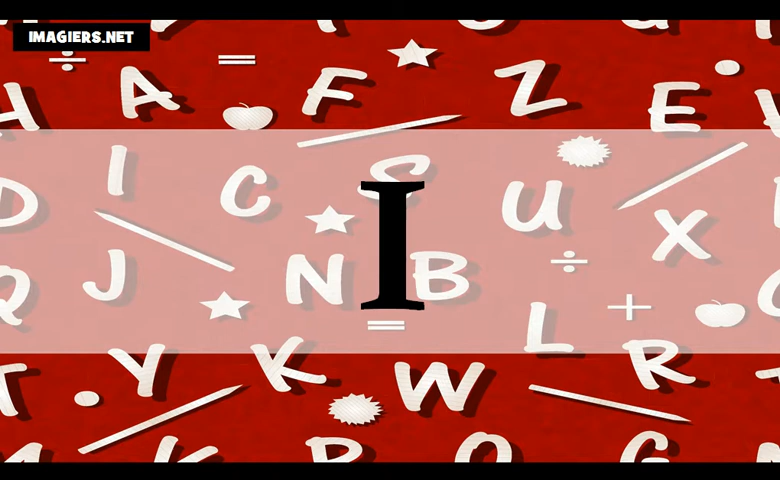 IMAGIERS.NET
A F Z E
H
I C S U
D X
J N B
Q L
Y K W R
T
K P O G
I